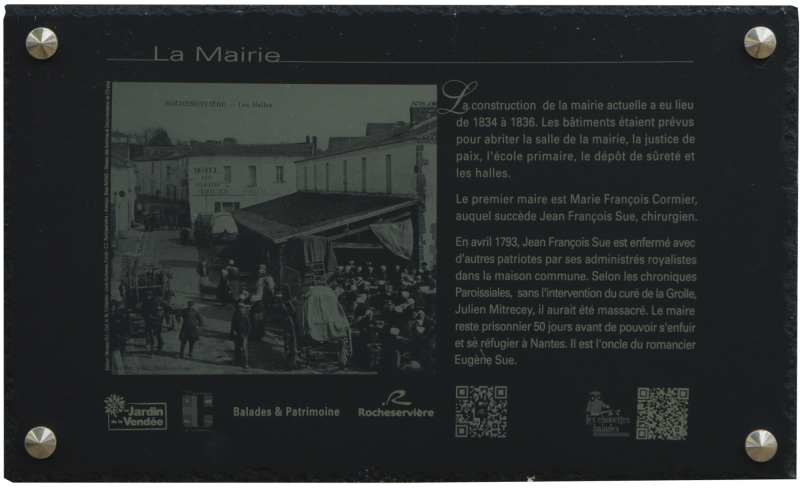 La Mairie
ROCHESERVIÈRE - Les Halles
HOTEL
La construction de la mairie actuelle a eu lieu
de 1834 à 1836. Les bâtiments étaient prévus
pour abriter la salle de la mairie, la justice de
paix, l'école primaire, le dépôt de sûreté et
les halles.
Le premier maire est Marie François Cormier,
auquel succède Jean François Sue, chirurgien.
En avril 1793, Jean François Sue est enfermé avec
d'autres patriotes par ses administrés royalistes
dans la maison commune. Selon les chroniques
Paroissiales, sans l'intervention du curé de la Grolle,
Julien Mitrecey, il aurait été massacré. Le maire
reste prisonnier 50 jours avant de pouvoir s'enfuir
et se réfugier à Nantes. Il est l'oncle du romancier
Eugène Sue.
Le Jardin
de la Vendée
Balades & Patrimoine
Rocheservière
les chouettes
balades